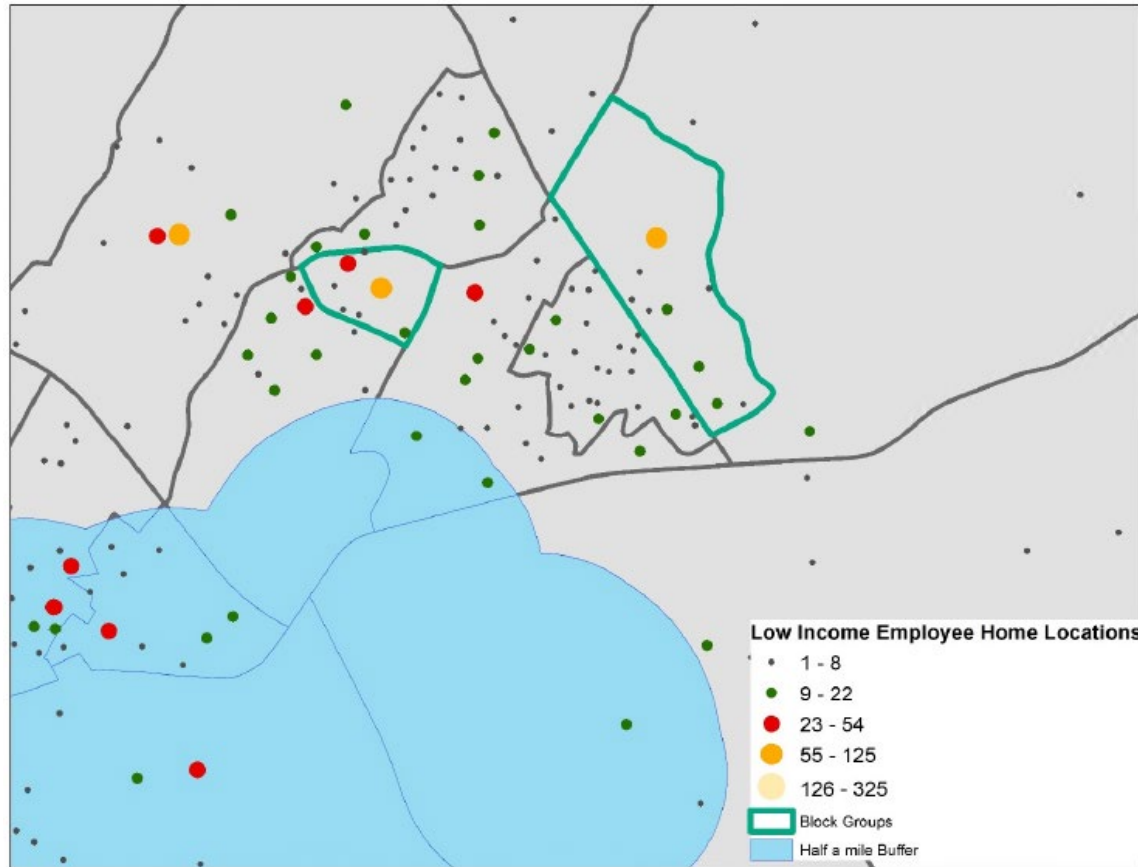 Low Income Employee Home Locations
1 - 8
9 - 22
23 - 54
55 - 125
126 - 325
Block Groups
Half a mile Buffer